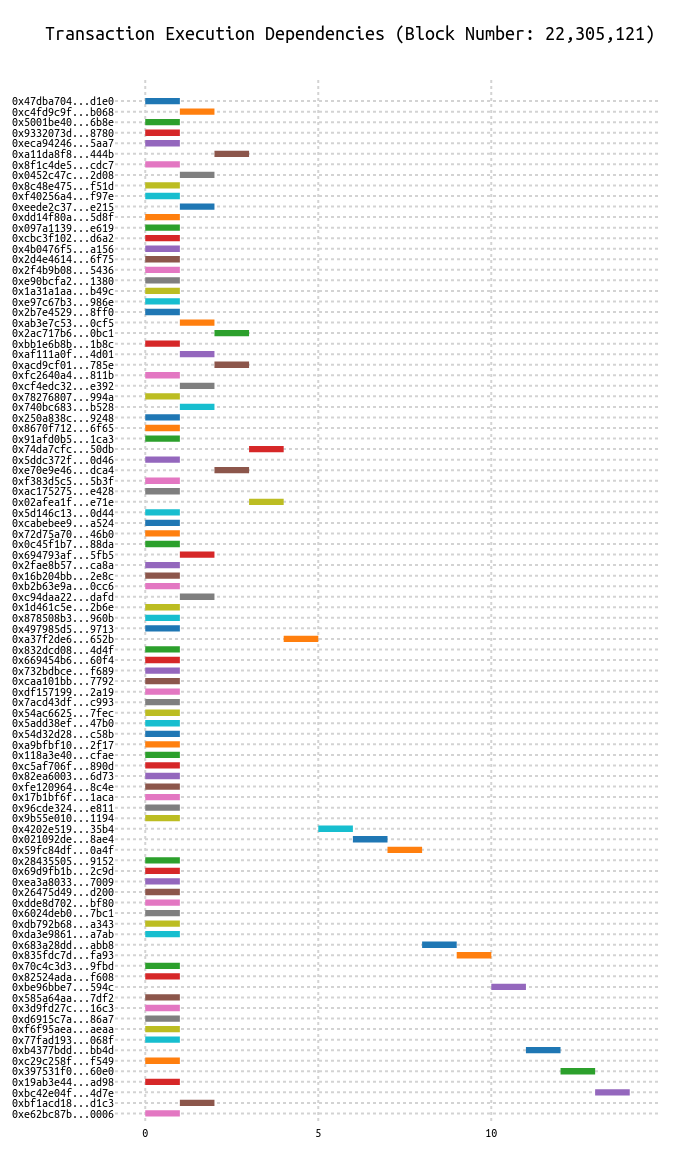 Transaction Execution Dependencies (Block Number: 22,305,121)
0x47dba704...d1e0
0xc4fd9c9f...b068
0x5001be40...6b8e
0x9332073d...8780
0xeca94246...5aa7
0xa11da8f8...444b
0x8f1c4de5...cdc7
0x0452c47c...2d08
0x8c48e475...f51d
0xf40256a4...f97e
0xeede2c37...e215
0xdd14f80a...5d8f
0x097a1139...e619
0xcbc3f102...d6a2
0x4b0476f5...a156
0x2d4e4614...6f75
0x2f4b9b08...5436
0xe90bcfa2...1380
0x1a31a1aa...b49c
0xe97c67b3...986e
0x2b7e4529...8ff0
0xab3e7c53...0cf5
0x2ac717b6...0bc1
0xbb1e6b8b...1b8c
0xaf111a0f...4d01
0xacd9cf01...785e
0xfc2640a4...811b
0xcf4edc32...e392
0x78276807...994a
0x740bc683...b528
0x250a838c...9248
0x8670f712...6f65
0x91afd0b5...1ca3
0x74da7cfc...50db
0x5ddc372f...0d46
0xe70e9e46...dca4
0xf383d5c5...5b3f
0xac175275...e428
0x02afea1f...e71e
0x5d146c13...0d44
0xcabebee9...a524
0x72d75a70...46b0
0x0c45f1b7...88da
0x694793af...5fb5
0x2fae8b57...ca8a
0x16b204bb...2e8c
0xb2b63e9a...0cc6
0xc94daa22...dafd
0x1d461c5e...2b6e
0x878508b3...960b
0x497985d5...9713
0xa37f2de6...652b
0x832dcd08...4d4f
0x669454b6...60f4
0x732bdbce...f689
0xcaa101bb...7792
0xdf157199...2a19
0x7acd43df...c993
0x54ac6625...7fec
0x5add38ef...47b0
0x54d32d28...c58b
0xa9bfbf10...2f17
0x118a3e40...cfae
0xc5af706f...890d
0x82ea6003...6d73
0xfe120964...8c4e
0x17b1bf6f...1aca
0x96cde324...e811
0x9b55e010...1194
0x4202e519...35b4
0x021092de...8ae4
0x59fc84df...0a4f
0x28435505...9152
0x69d9fb1b...2c9d
0xea3a8033...7009
0x26475d49...d200
0xdde8d702...bf80
0x6024deb0...7bc1
0xdb792b68...a343
0xda3e9861...a7ab
0x683a28dd...abb8
0x835fdc7d...fa93
0x70c4c3d3...9fbd
0x82524ada...f608
0xbe96bbe7...594c
0x585a64aa...7df2
0x3d9fd27c...16c3
0xd6915c7a...86a7
0xf6f95aea...aeaa
0x77fad193...068f
0xb4377bdd...bb4d
0xc29c258f...f549
0x397531f0...60e0
0x19ab3e44...ad98
0xbc42e04f...4d7e
0xbf1acd18...d1c3
0xe62bc87b...0006
0 5 10